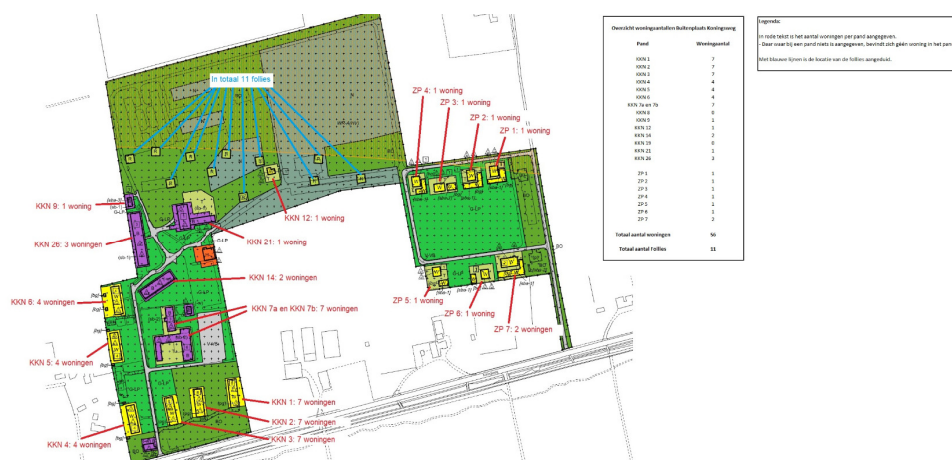 In totaal 11 follies
ZP 4: 1 woning
ZP 3: 1 woning
ZP 2: 1 woning
ZP 1: 1 woning
KKN 9: 1 woning
KKN 12: 1 woning
KKN 26: 3 woningen
KKN 21: 1 woning
KKN 14: 2 woningen
KKN 6: 4 woningen
KKN 7a en KKN 7b: 7 woningen
ZP 5: 1 woning
ZP 6: 1 woning
ZP 7: 2 woningen
KKN 5: 4 woningen
KKN 1: 7 woningen
KKN 2: 7 woningen
KKN 4: 4 woningen
KKN 3: 7 woningen
Overzicht woningsantallen Buitenplaats Koningsweg
Pand Woningaantal
KKN 1 7
KKN 2 7
KKN 3 7
KKN 4 4
KKN 5 4
KKN 6 4
KKN 7a en 7b 7
KKN 8 0
KKN 9 1
KKN 12 1
KKN 14 2
KKN 19 0
KKN 21 1
KKN 26 3
ZP 1 1
ZP 2 1
ZP 3 1
ZP 4 1
ZP 5 1
ZP 6 1
ZP 7 2
Totaal aantal woningen 56
Totaal aantal Follies 11
Legenda:
In rode tekst is het aantal woningen per pand aangegeven.
- Daar waar bij een pand niets is aangegeven, bevindt zich géén woning in het pand
Met blauwe lijnen is de locatie van de follies aangeduid.